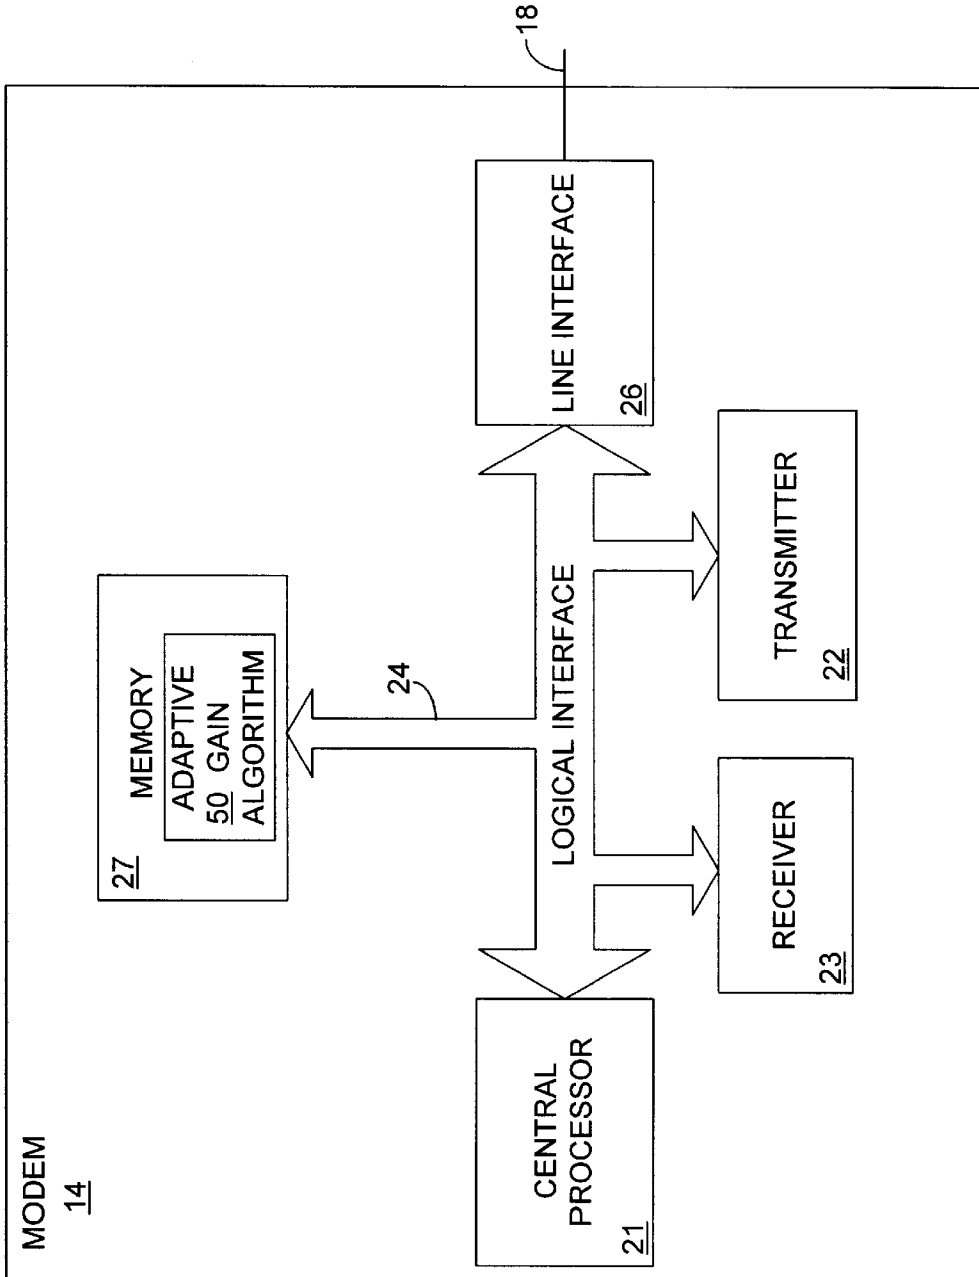 MODEM
14
27
MEMORY
ADAPTIVE
50 GAIN
ALGORITHM
24
18
CENTRAL
PROCESSOR
21
LOGICAL INTERFACE
LINE INTERFACE
26
RECEIVER
23
TRANSMITTER
22